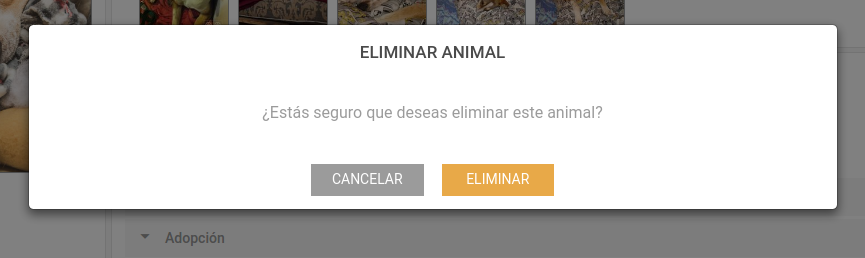 ELIMINAR ANIMAL
¿Estás seguro que deseas eliminar este animal?
CANCELAR
ELIMINAR
Adopción